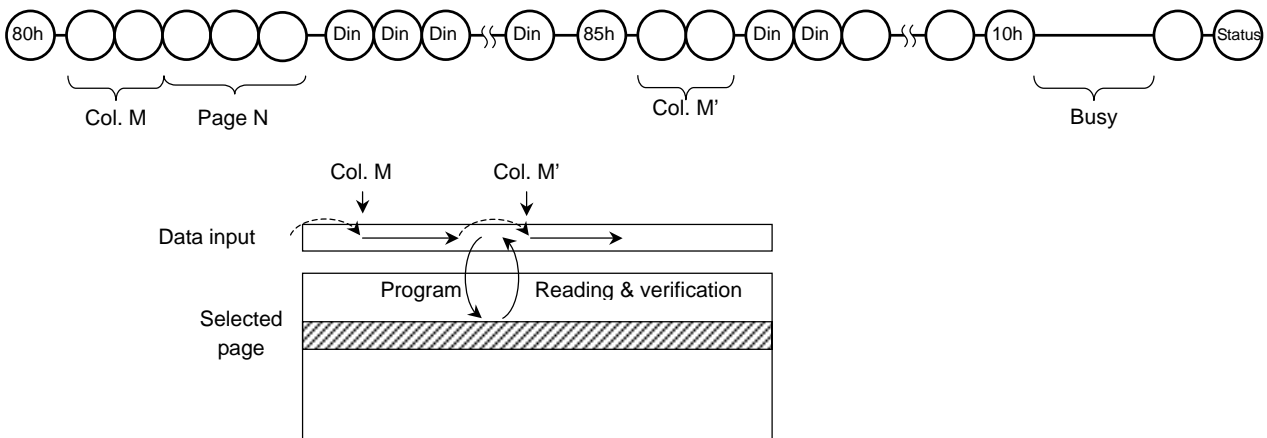 80h Din Din Din Din 85h Din Din 10h Status
Col. M Page N Col. M’ Busy
Col. M Col. M’
Data input
Program Reading & verification
Selected
page